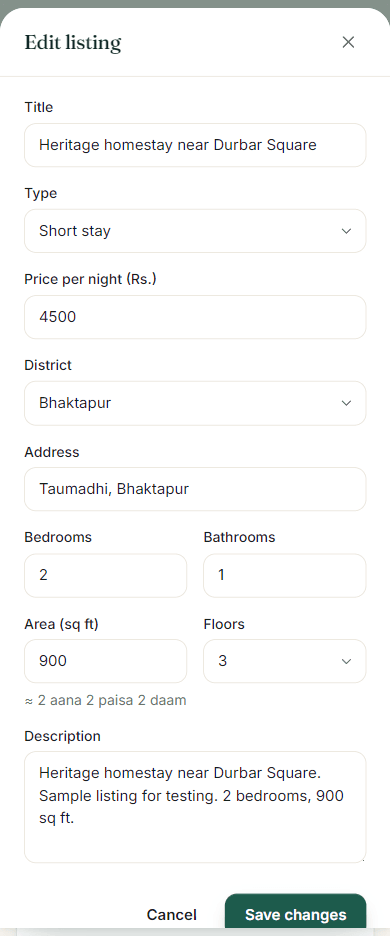 Edit listing
Title
Heritage homestay near Durbar Square
Type
Short stay
Price per night (Rs.)
4500
District
Bhaktapur
Address
Taumadhi, Bhaktapur
Bedrooms
Bathrooms
2
1
Area (sq ft)
Floors
900
3
≈ 2 aana 2 paisa 2 daam
Description
Heritage homestay near Durbar Square.
Sample listing for testing. 2 bedrooms, 900
sq ft.
Cancel
Save changes